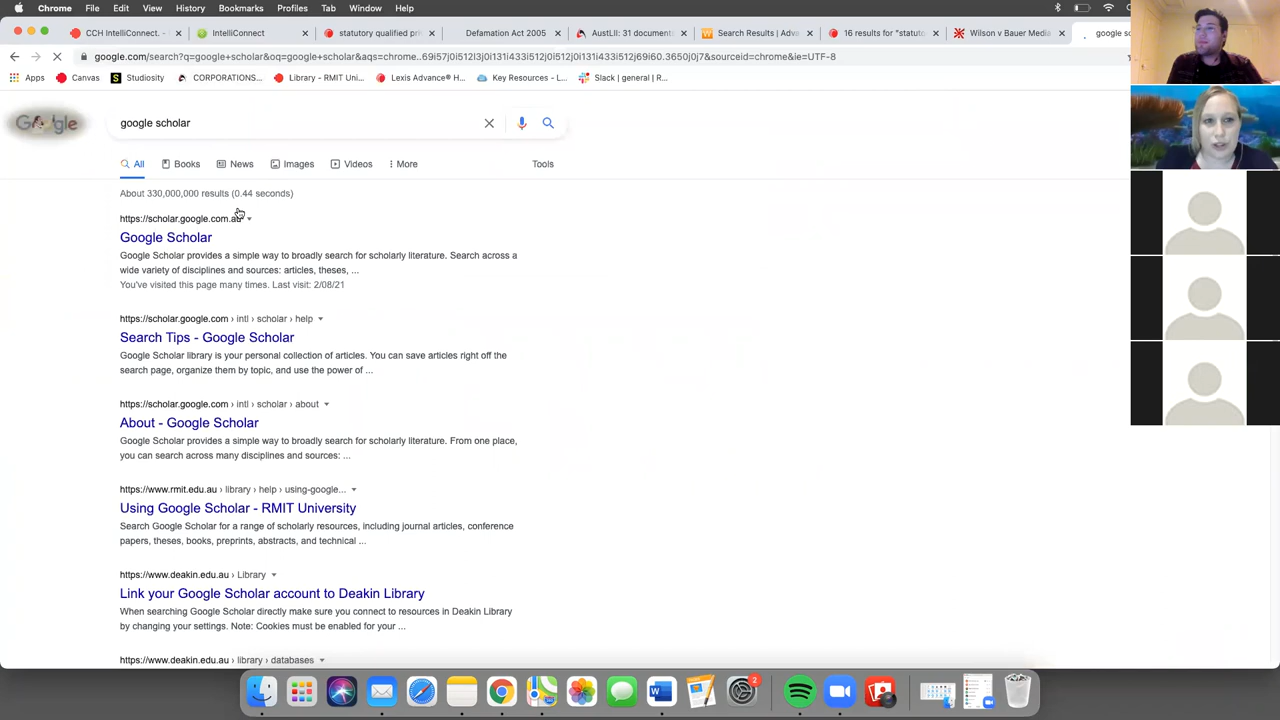 Chrome File Edit View History Bookmarks Profiles Tab Window Help
CCH IntelliConnect. - IntelliConnect statutory qualified pri Defamation Act 2005 AustLII: 31 documenti Search Results | Adva 16 results for "statuto Wilson v Bauer Media google sc
google.com/search?q=google+scholar&oq=google+scholar&aqs=chrome..69i57j0i512l3j0i131i433i512j0i131i433i512j69i60.3650j0j7&sourceid=chrome&ie=UTF-8
Apps Canvas Studiosity CORPORATIONS... Library - RMIT Uni... Lexis Advance® H... Key Resources - L... Slack | general | R...
Google google scholar
All Books News Images Videos More Tools
About 330,000,000 results (0.44 seconds)
https://scholar.google.com.au
Google Scholar
Google Scholar provides a simple way to broadly search for scholarly literature. Search across a
wide variety of disciplines and sources: articles, theses, ...
You've visited this page many times. Last visit: 2/08/21
https://scholar.google.com › intl › scholar › help
Search Tips - Google Scholar
Google Scholar library is your personal collection of articles. You can save articles right off the
search page, organize them by topic, and use the power of ...
https://scholar.google.com › intl › scholar › about
About - Google Scholar
Google Scholar provides a simple way to broadly search for scholarly literature. From one place,
you can search across many disciplines and sources: ...
https://www.rmit.edu.au › library › help › using-google...
Using Google Scholar - RMIT University
Search Google Scholar for a range of scholarly resources, including journal articles, conference
papers, theses, books, preprints, abstracts, and technical ...
https://www.deakin.edu.au › Library
Link your Google Scholar account to Deakin Library
When searching Google Scholar directly make sure you connect to resources in Deakin Library
by changing your settings. Note: Cookies must be enabled for your ...
https://www.deakin.edu.au › library › databases
2